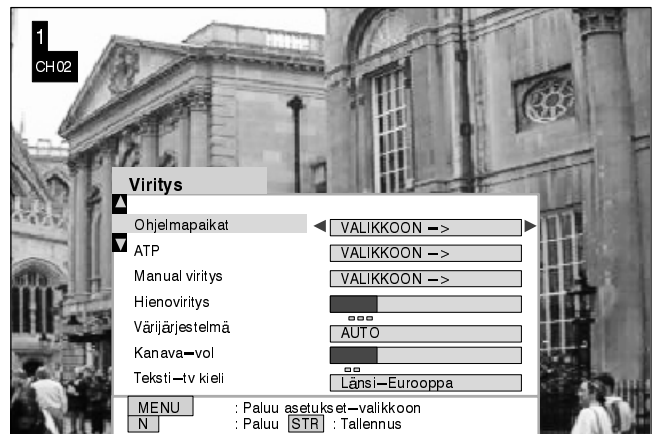 1
CH02
Viritys
Ohjelmapaikat VALIKKOON –>
ATP VALIKKOON –>
Manual viritys VALIKKOON –>
Hienoviritys
Värijärjestelmä AUTO
Kanava–vol
Teksti–tv kieli Länsi–Eurooppa
MENU : Paluu asetukset–valikkoon
N : Paluu STR : Tallennus